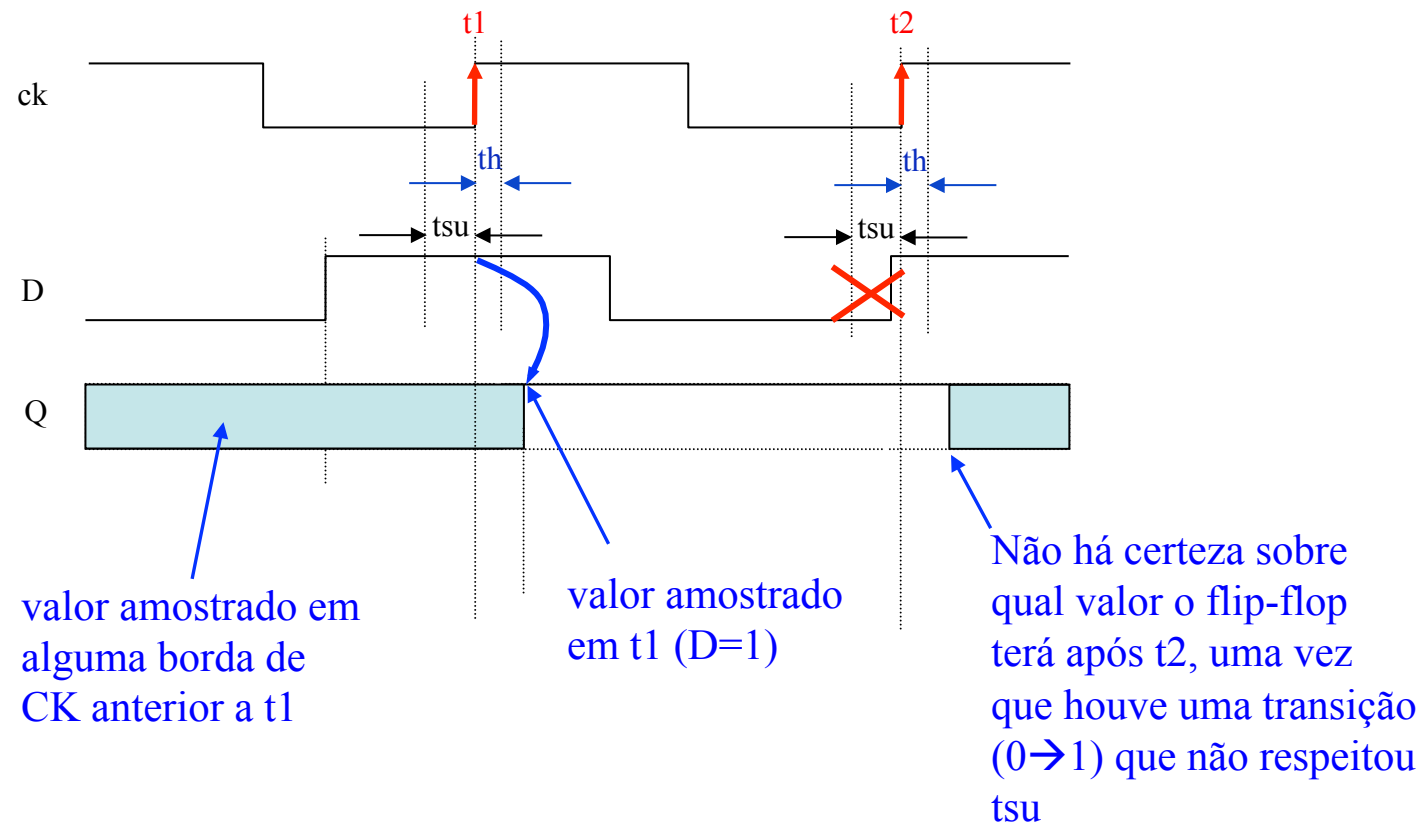 t1
t2
ck
th
th
tsu
tsu
D
Q
valor amostrado em
alguma borda de
CK anterior a t1
valor amostrado
em t1 (D=1)
Não há certeza sobre
qual valor o flip-flop
terá após t2, uma vez
que houve uma transição
(0→1) que não respeitou
tsu